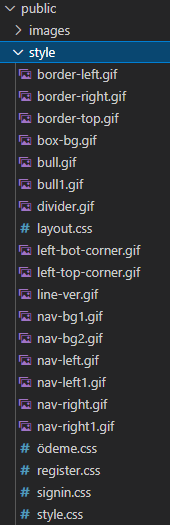 public
images
style
border-left.gif
border-right.gif
border-top.gif
box-bg.gif
bull.gif
bull1.gif
divider.gif
# layout.css
left-bot-corner.gif
left-top-corner.gif
line-ver.gif
nav-bg1.gif
nav-bg2.gif
nav-left.gif
nav-left1.gif
nav-right.gif
nav-right1.gif
# ödeme.css
# register.css
# signin.css
# style.css